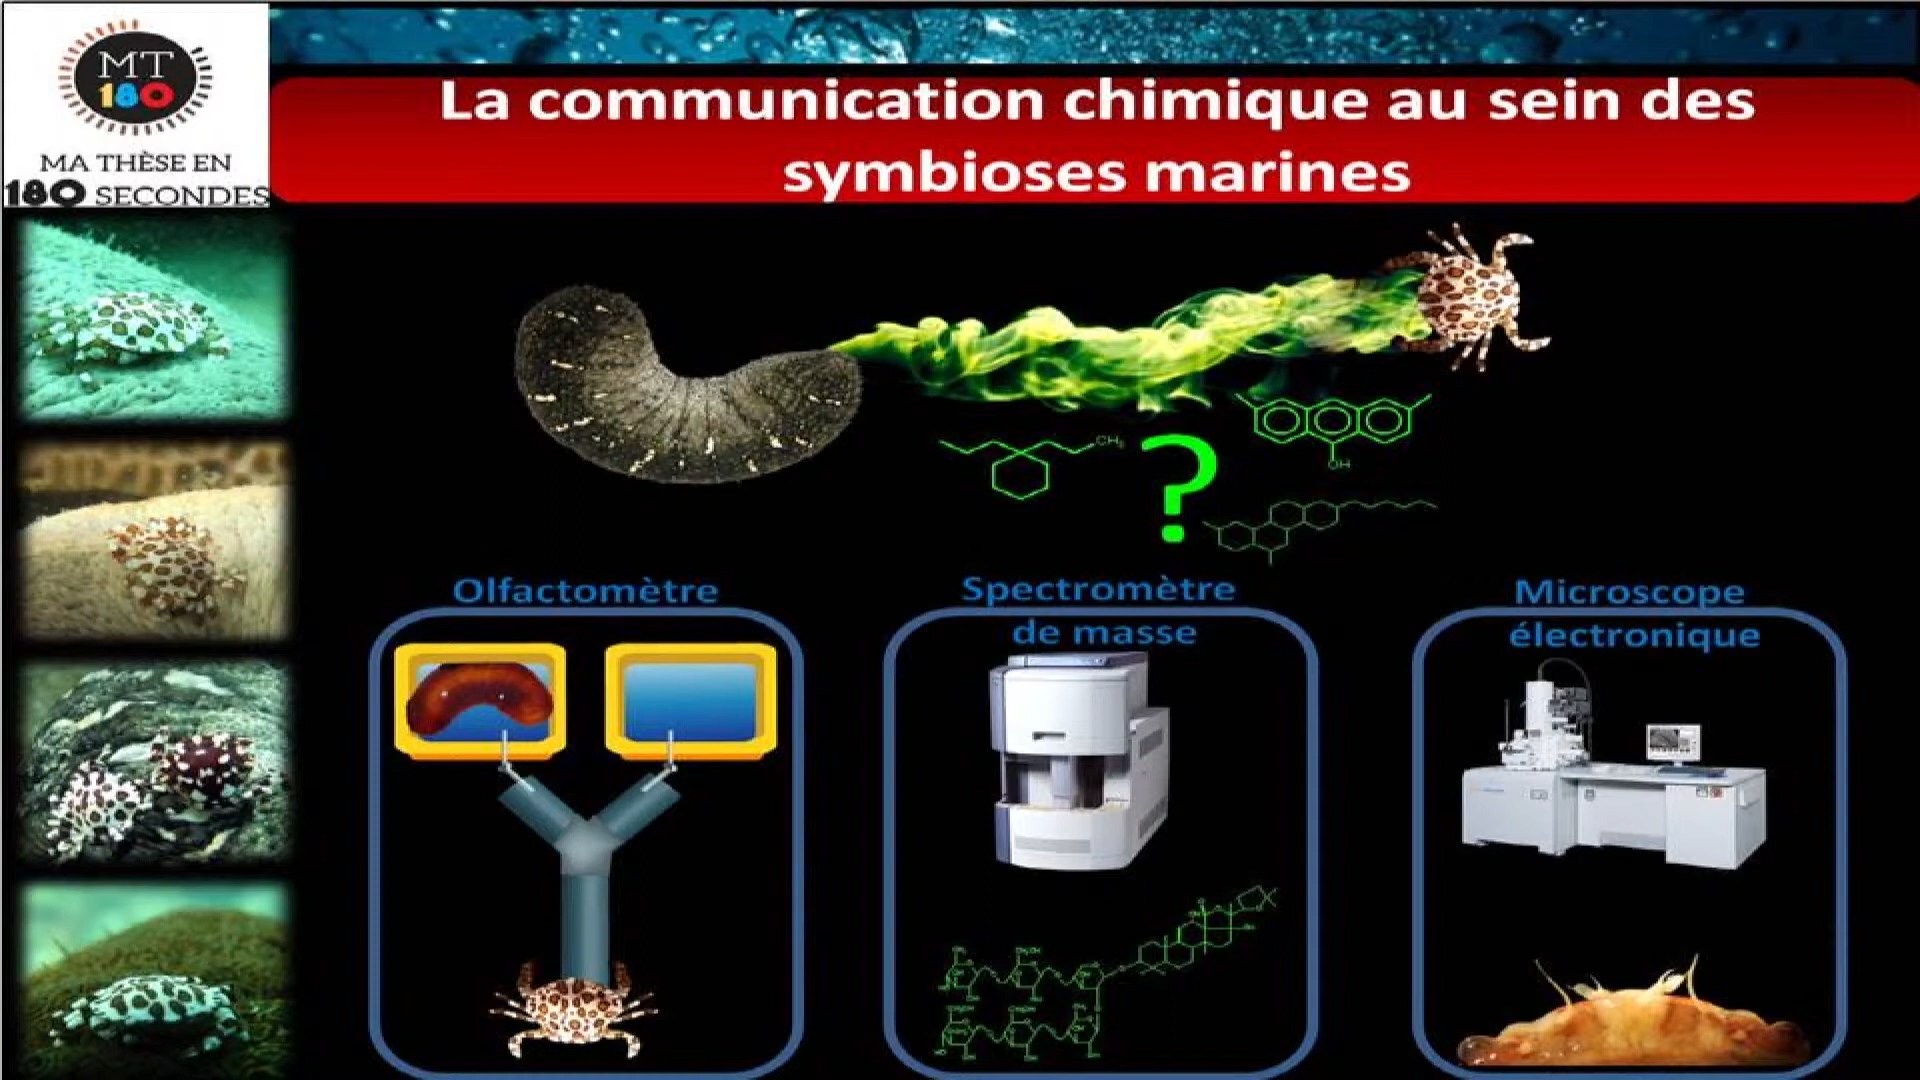 MT
180
MA THÈSE EN
180 SECONDES
La communication chimique au sein des
symbioses marines
CH3
?
OH
Olfactomètre
Spectromètre
de masse
Microscope
électronique